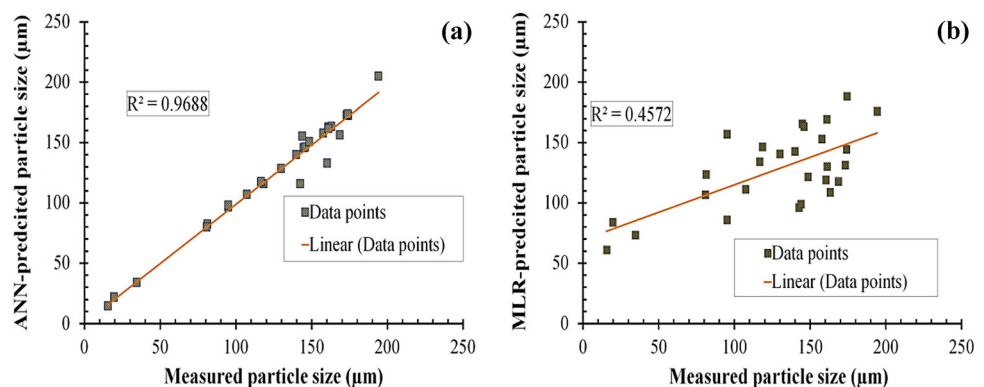 (a)
250
200
150
100
50
0
ANN-predcited particle size (µm)
R² = 0.9688
Data points
Linear (Data points)
0 50 100 150 200 250
Measured particle size (µm)
(b)
250
200
150
100
50
0
MLR-predcited particle size (µm)
R² = 0.4572
Data points
Linear (Data points)
0 50 100 150 200 250
Measured particle size (µm)